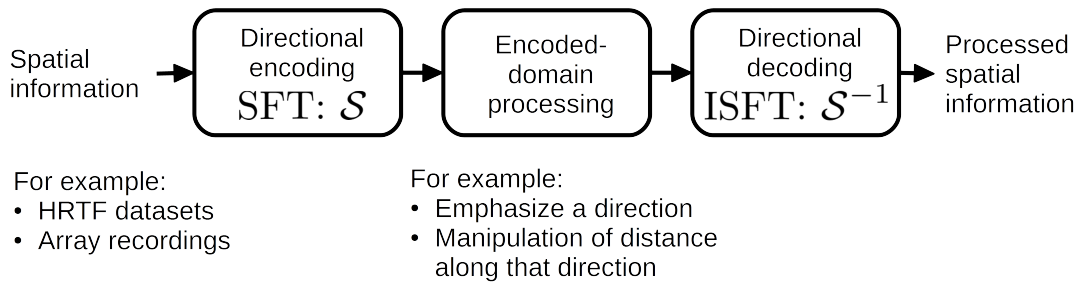 Spatial
information
Directional
encoding
SFT: 𝒮
Encoded-
domain
processing
Directional
decoding
ISFT: 𝒮⁻¹
Processed
spatial
information
For example:
• HRTF datasets
• Array recordings
For example:
• Emphasize a direction
• Manipulation of distance
along that direction